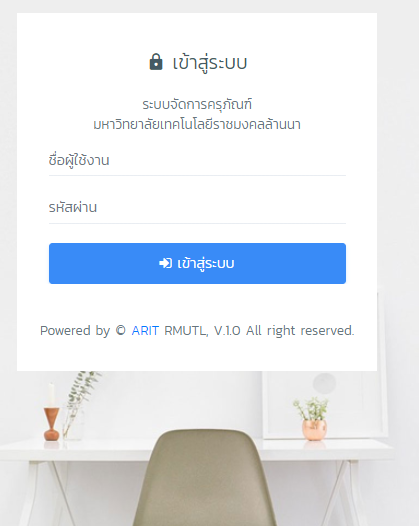 เข้าสู่ระบบ
ระบบจัดการครุภัณฑ์
มหาวิทยาลัยเทคโนโลยีราชมงคลล้านนา
ชื่อผู้ใช้งาน
รหัสผ่าน
เข้าสู่ระบบ
Powered by © ARIT RMUTL, V.1.0 All right reserved.